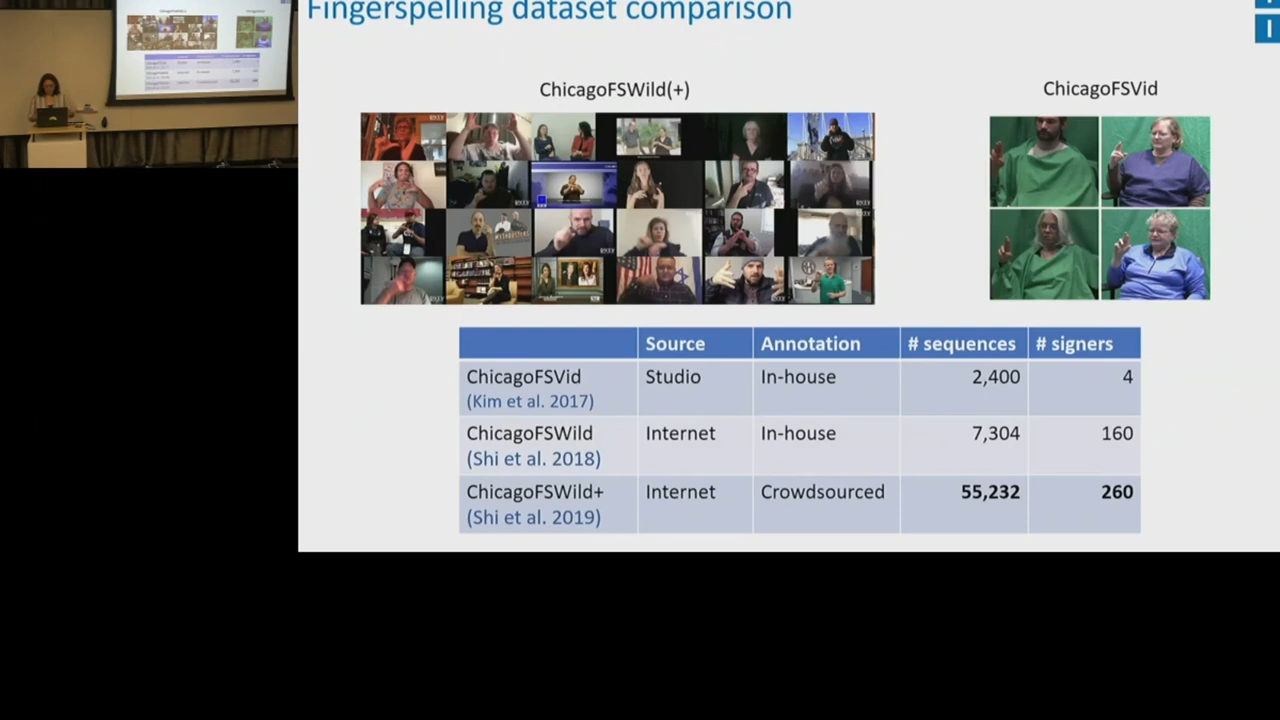 Fingerspelling dataset comparison
ChicagoFSWild(+)
ChicagoFSVid
Source Annotation # sequences # signers
ChicagoFSVid Studio In-house 2,400 4
(Kim et al. 2017)
ChicagoFSWild Internet In-house 7,304 160
(Shi et al. 2018)
ChicagoFSWild+ Internet Crowdsourced 55,232 260
(Shi et al. 2019)